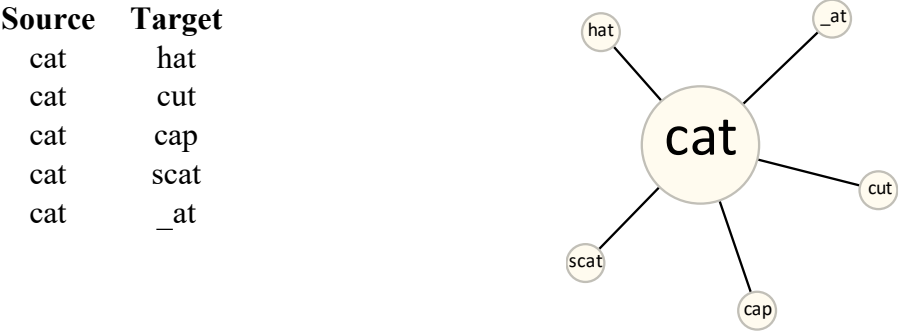 Source Target
cat hat
cat cut
cat cap
cat scat
cat _at
hat
_at
cat
cut
scat
cap